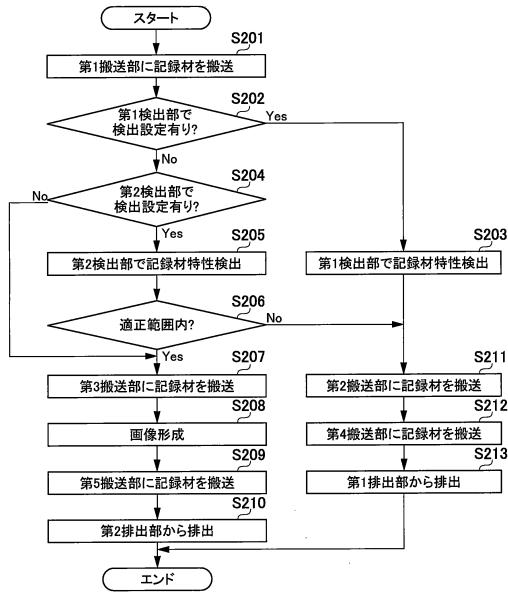 スタート
S201
第1搬送部に記録材を搬送
S202
第1検出部で
検出設定有り?
Yes
No
S204
第2検出部で
検出設定有り?
No
Yes
S205
第2検出部で記録材特性検出
S203
第1検出部で記録材特性検出
S206
適正範囲内?
No
Yes
S207
第3搬送部に記録材を搬送
S211
第2搬送部に記録材を搬送
S208
画像形成
S212
第4搬送部に記録材を搬送
S209
第5搬送部に記録材を搬送
S213
第1排出部から排出
S210
第2排出部から排出
エンド